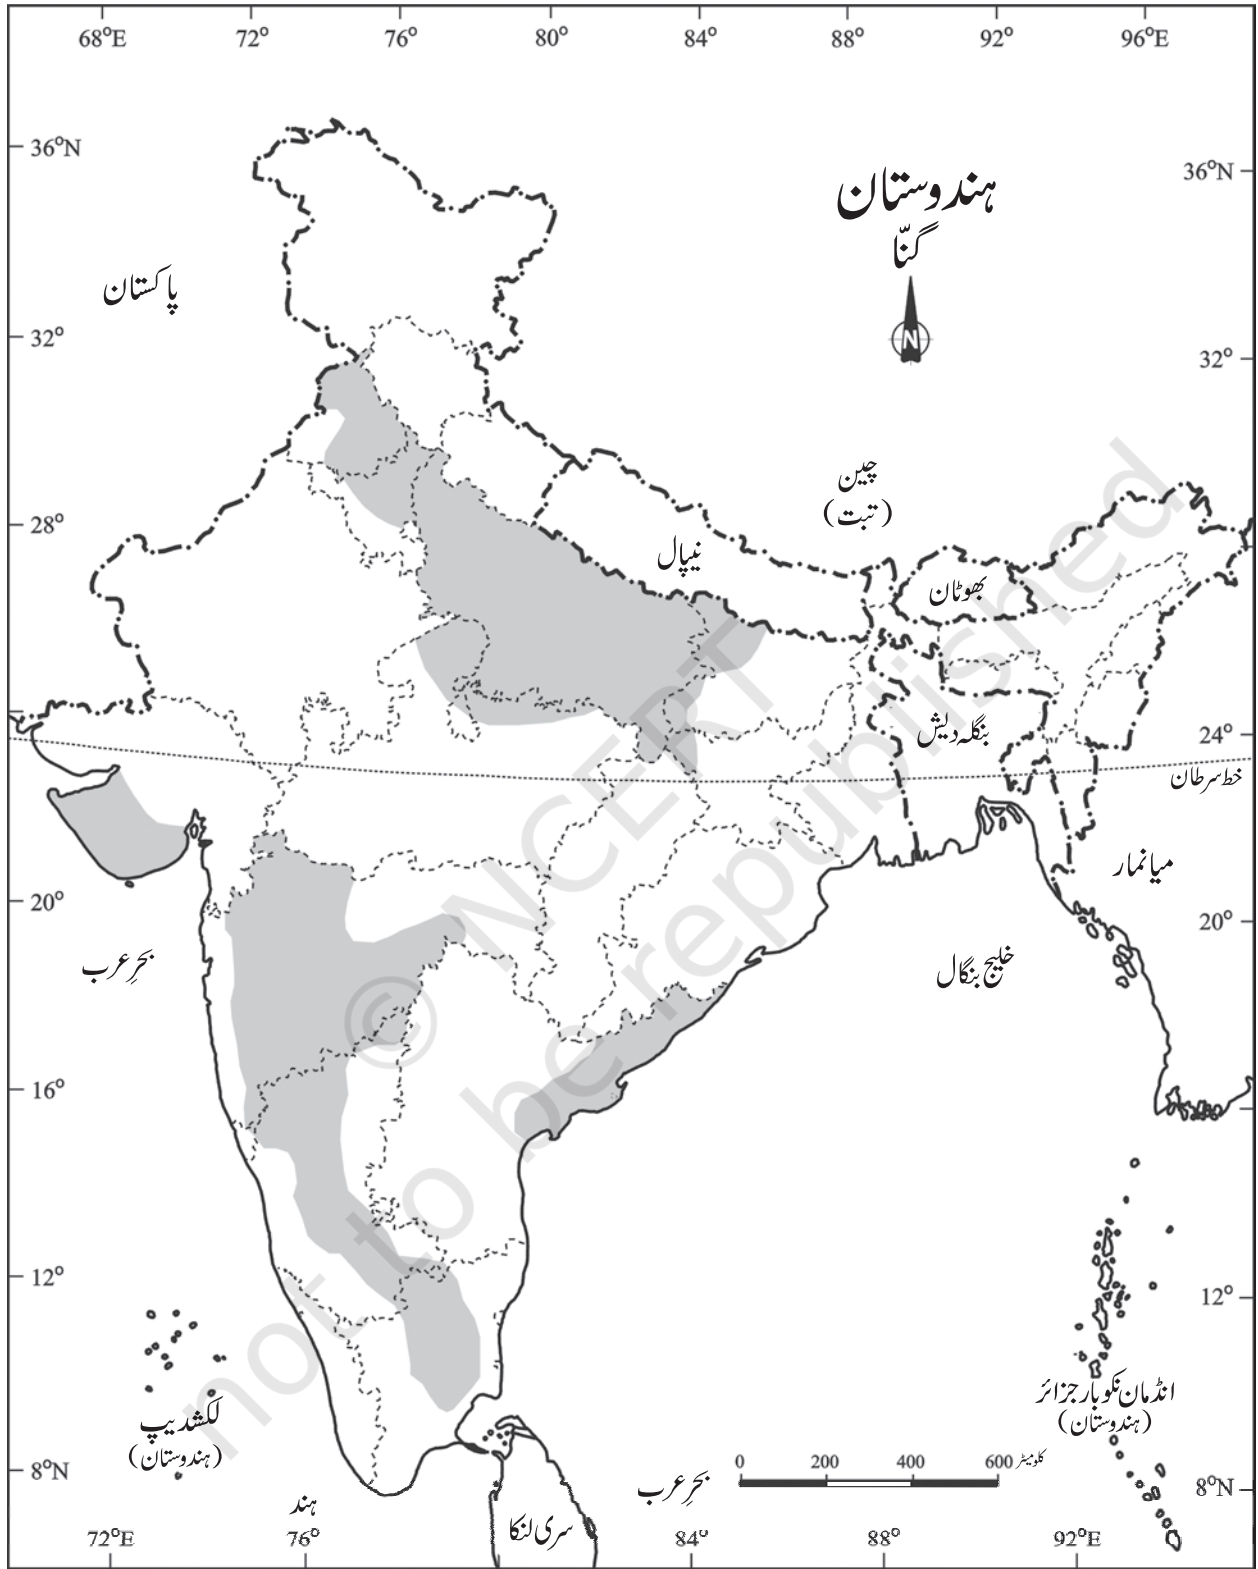 68°E 72° 76° 80° 84° 88° 92° 96°E
36°N
36°N
ہندوستان
گنّا
N
پاکستان
32°
32°
چین
(تبت)
28°
نیپال
بھوٹان
بنگلہ دیش
24°
خط سرطان
میانمار
20°
20°
بحرِ عرب
خلیج بنگال
16°
12°
12°
لکشدیپ
(ہندوستان)
انڈمان نکوبار جزائر
(ہندوستان)
8°N
8°N
0 200 400 600 کلومیٹر
بحرِ عرب
ہند
سری لنکا
72°E 76° 84° 88° 92°E
© NCERT
not to be republished